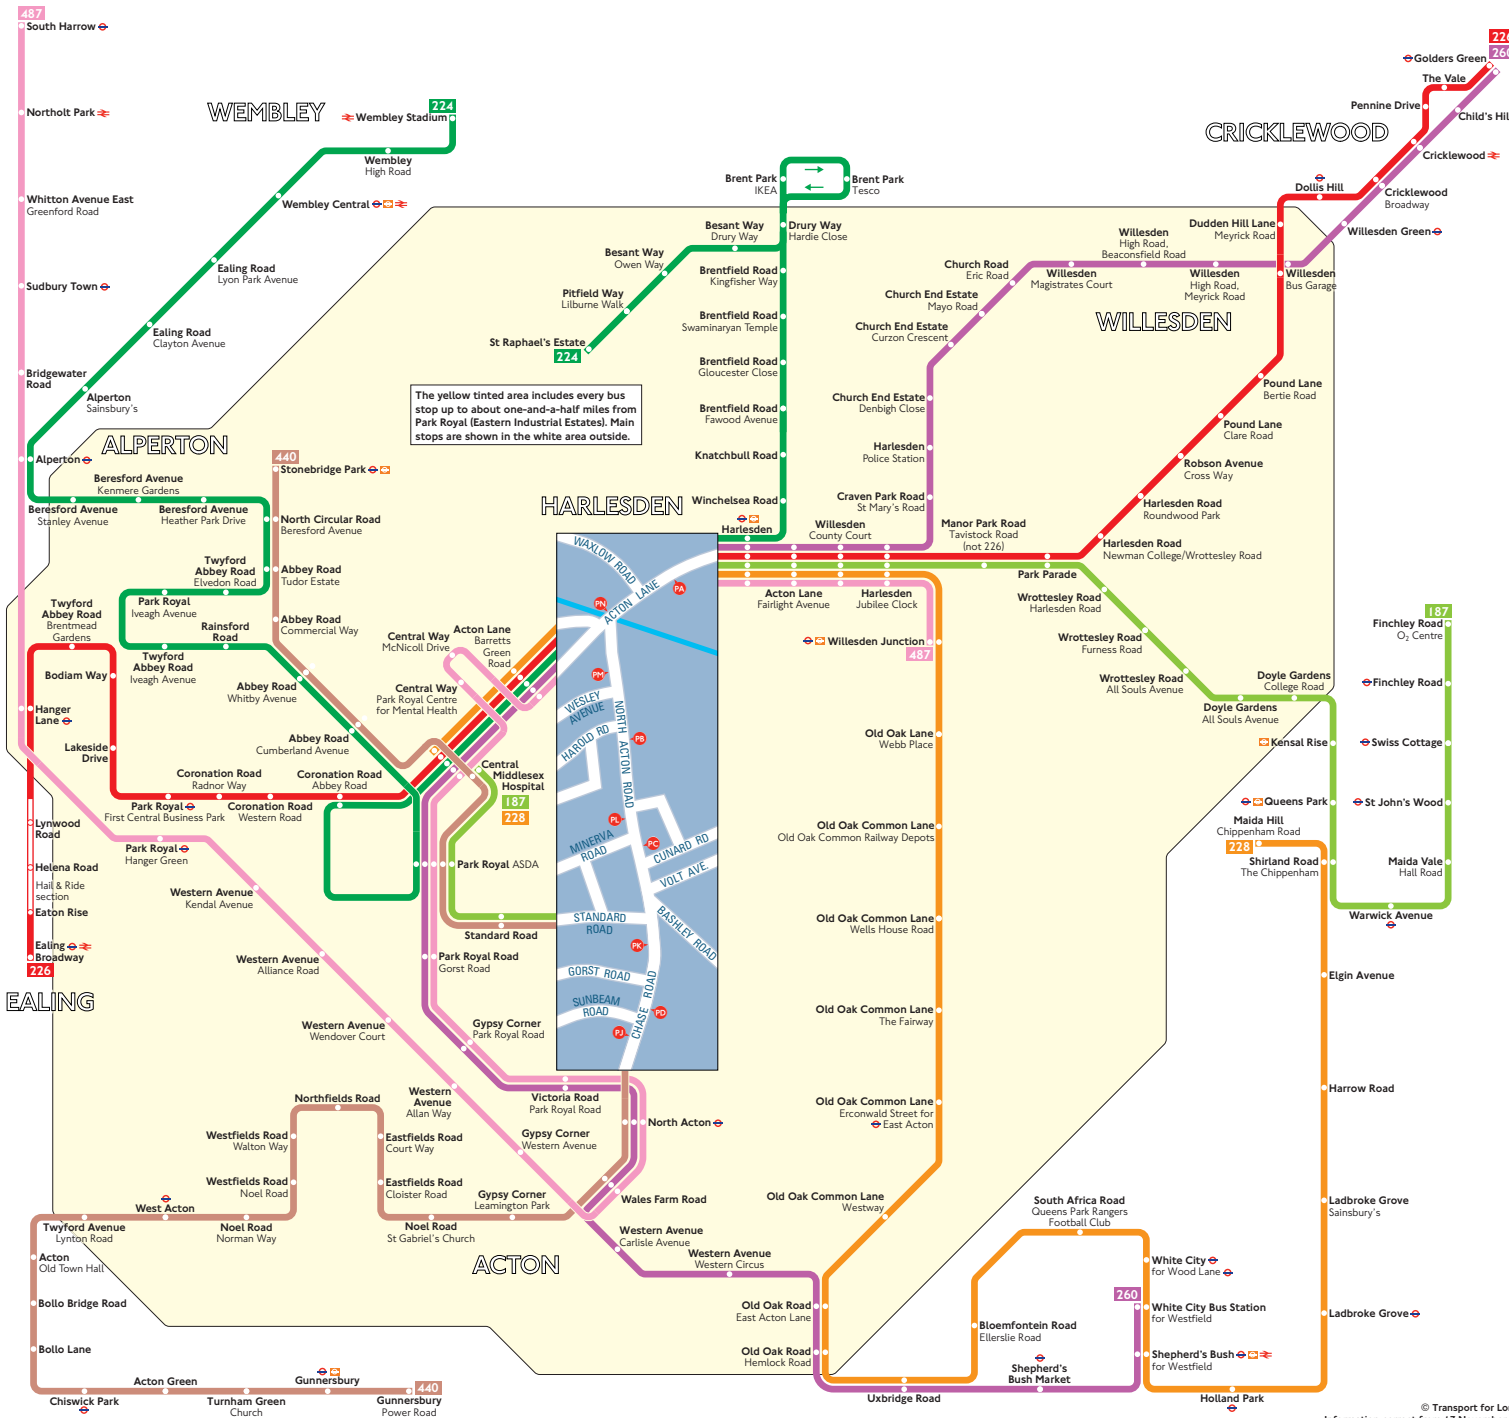 487
South Harrow
Northolt Park
Whitton Avenue East
Greenford Road
Sudbury Town
Bridgewater
Road
Alperton
WEMBLEY
224
Wembley Stadium
Wembley
High Road
Wembley Central
Ealing Road
Lyon Park Avenue
Ealing Road
Clayton Avenue
Alperton
Sainsbury's
ALPERTON
Beresford Avenue
Stanley Avenue
Beresford Avenue
Kenmere Gardens
Beresford Avenue
Heather Park Drive
440
Stonebridge Park
North Circular Road
Beresford Avenue
Abbey Road
Tudor Estate
Abbey Road
Commercial Way
Twyford
Abbey Road
Elvedon Road
Park Royal
Iveagh Avenue
Twyford
Abbey Road
Iveagh Avenue
Rainsford
Road
Abbey Road
Whitby Avenue
Abbey Road
Cumberland Avenue
Twyford
Abbey Road
Brentmead
Gardens
Bodiam Way
Hanger
Lane
Lakeside
Drive
Park Royal
First Central Business Park
Coronation Road
Radnor Way
Coronation Road
Western Road
Coronation Road
Abbey Road
Lynwood
Road
Helena Road
Hail & Ride
section
Eaton Rise
Ealing
Broadway
226
EALING
Park Royal
Hanger Green
Western Avenue
Kendal Avenue
Western Avenue
Alliance Road
Western Avenue
Wendover Court
Western
Avenue
Allan Way
Gypsy Corner
Western Avenue
Central Way
McNicoll Drive
Central Way
Park Royal Centre
for Mental Health
Acton Lane
Barretts
Green
Road
Central
Middlesex
Hospital
187
228
Park Royal ASDA
Standard Road
Park Royal Road
Gorst Road
Gypsy Corner
Park Royal Road
Victoria Road
Park Royal Road
North Acton
Wales Farm Road
Gypsy Corner
Leamington Park
Noel Road
St Gabriel's Church
Eastfields Road
Cloister Road
Eastfields Road
Court Way
Northfields Road
Westfields Road
Walton Way
Westfields Road
Noel Road
Noel Road
Norman Way
West Acton
Twyford Avenue
Lynton Road
Acton
Old Town Hall
Bollo Bridge Road
Bollo Lane
Chiswick Park
Acton Green
Turnham Green
Church
Gunnersbury
440
Gunnersbury
Power Road
ACTON
Western Avenue
Carlisle Avenue
Western Avenue
Western Circus
Old Oak Road
East Acton Lane
Old Oak Road
Hemlock Road
Uxbridge Road
Shepherd's
Bush Market
260
White City Bus Station
for Westfield
Shepherd's Bush
for Westfield
White City
for Wood Lane
South Africa Road
Queens Park Rangers
Football Club
Bloemfontein Road
Ellerslie Road
Holland Park
Ladbroke Grove
Ladbroke Grove
Sainsbury's
Harrow Road
Elgin Avenue
Maida Hill
Chippenham Road
228
Shirland Road
The Chippenham
Old Oak Common Lane
Westway
Old Oak Common Lane
Erconwald Street for
East Acton
Old Oak Common Lane
The Fairway
Old Oak Common Lane
Wells House Road
Old Oak Common Lane
Old Oak Common Railway Depots
Old Oak Lane
Webb Place
Willesden Junction
487
The yellow tinted area includes every bus
stop up to about one-and-a-half miles from
Park Royal (Eastern Industrial Estates). Main
stops are shown in the white area outside.
HARLESDEN
WAXLOW ROAD
ACTON LANE
PA
PN
PM
WESLEY
AVENUE
HAROLD RD
NORTH ACTON ROAD
PB
PL
MINERVA
ROAD
PC
CUNARD RD
VOLT AVE.
STANDARD
ROAD
BASHLEY ROAD
PK
GORST ROAD
SUNBEAM
ROAD
CHASE ROAD
PD
PJ
St Raphael's Estate
224
Pitfield Way
Lilburne Walk
Besant Way
Owen Way
Besant Way
Drury Way
Brent Park
IKEA
Brent Park
Tesco
Drury Way
Hardie Close
Brentfield Road
Kingfisher Way
Brentfield Road
Swaminaryan Temple
Brentfield Road
Gloucester Close
Brentfield Road
Fawood Avenue
Knatchbull Road
Winchelsea Road
Harlesden
Willesden
County Court
Acton Lane
Fairlight Avenue
Harlesden
Jubilee Clock
Manor Park Road
Tavistock Road
(not 226)
Park Parade
Craven Park Road
St Mary's Road
Harlesden
Police Station
Church End Estate
Denbigh Close
Church End Estate
Curzon Crescent
Church End Estate
Mayo Road
Church Road
Eric Road
Willesden
Magistrates Court
Willesden
High Road,
Beaconsfield Road
Willesden
High Road,
Meyrick Road
Willesden
Bus Garage
WILLESDEN
Dudden Hill Lane
Meyrick Road
Dollis Hill
Willesden Green
Cricklewood
Broadway
Cricklewood
Child's Hil
CRICKLEWOOD
Pennine Drive
The Vale
Golders Green
226
260
Pound Lane
Bertie Road
Pound Lane
Clare Road
Robson Avenue
Cross Way
Harlesden Road
Roundwood Park
Harlesden Road
Newman College/Wrottesley Road
Wrottesley Road
Harlesden Road
Wrottesley Road
Furness Road
Wrottesley Road
All Souls Avenue
Doyle Gardens
All Souls Avenue
Doyle Gardens
College Road
Kensal Rise
Queens Park
Warwick Avenue
Maida Vale
Hall Road
St John's Wood
Swiss Cottage
Finchley Road
187
Finchley Road
O₂ Centre
© Transport for Lo